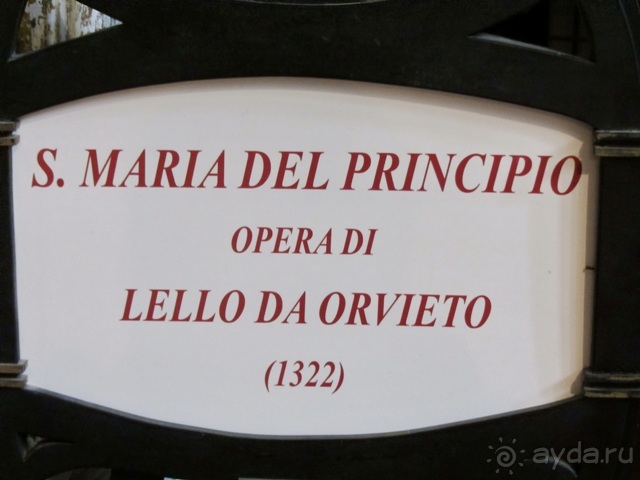 S. MARIA DEL PRINCIPIO
OPERA DI
LELLO DA ORVIETO
(1322)
ayda.ru